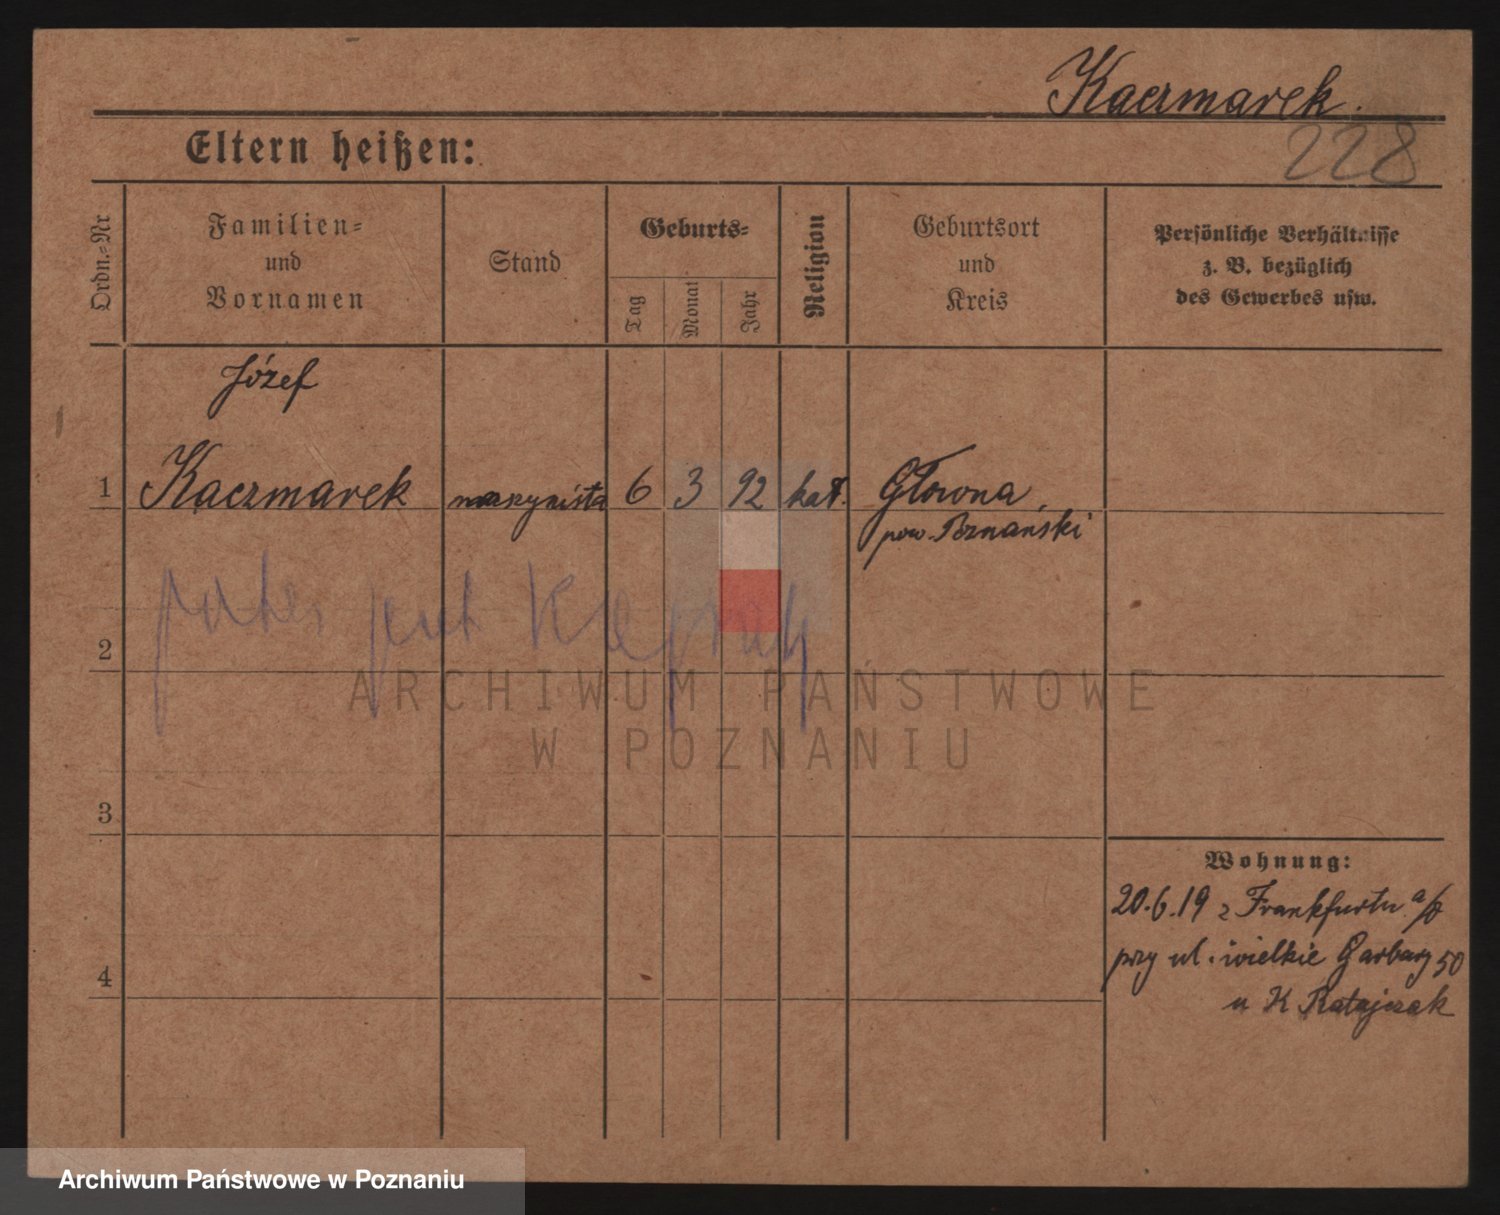 Kaczmarek.
228
Eltern heißen:
Ordn.-Nr
Familien-
und
Vornamen
Stand
Geburts-
Tag
Monat
Jahr
Religion
Geburtsort
und
Kreis
Persönliche Verhältnisse
z. B. bezüglich
des Gewerbes usw.
Józef
1 Kaczmarek maszynista 6 3 92 kat. Głowna,
pow. Poznański
2
ARCHIWUM PAŃSTWOWE
W POZNANIU
3
Wohnung:
20.6.19 z Frankfurtu a/o
przy ul. wielkie Garbary 50
4
u K Ratajczak
Archiwum Państwowe w Poznaniu